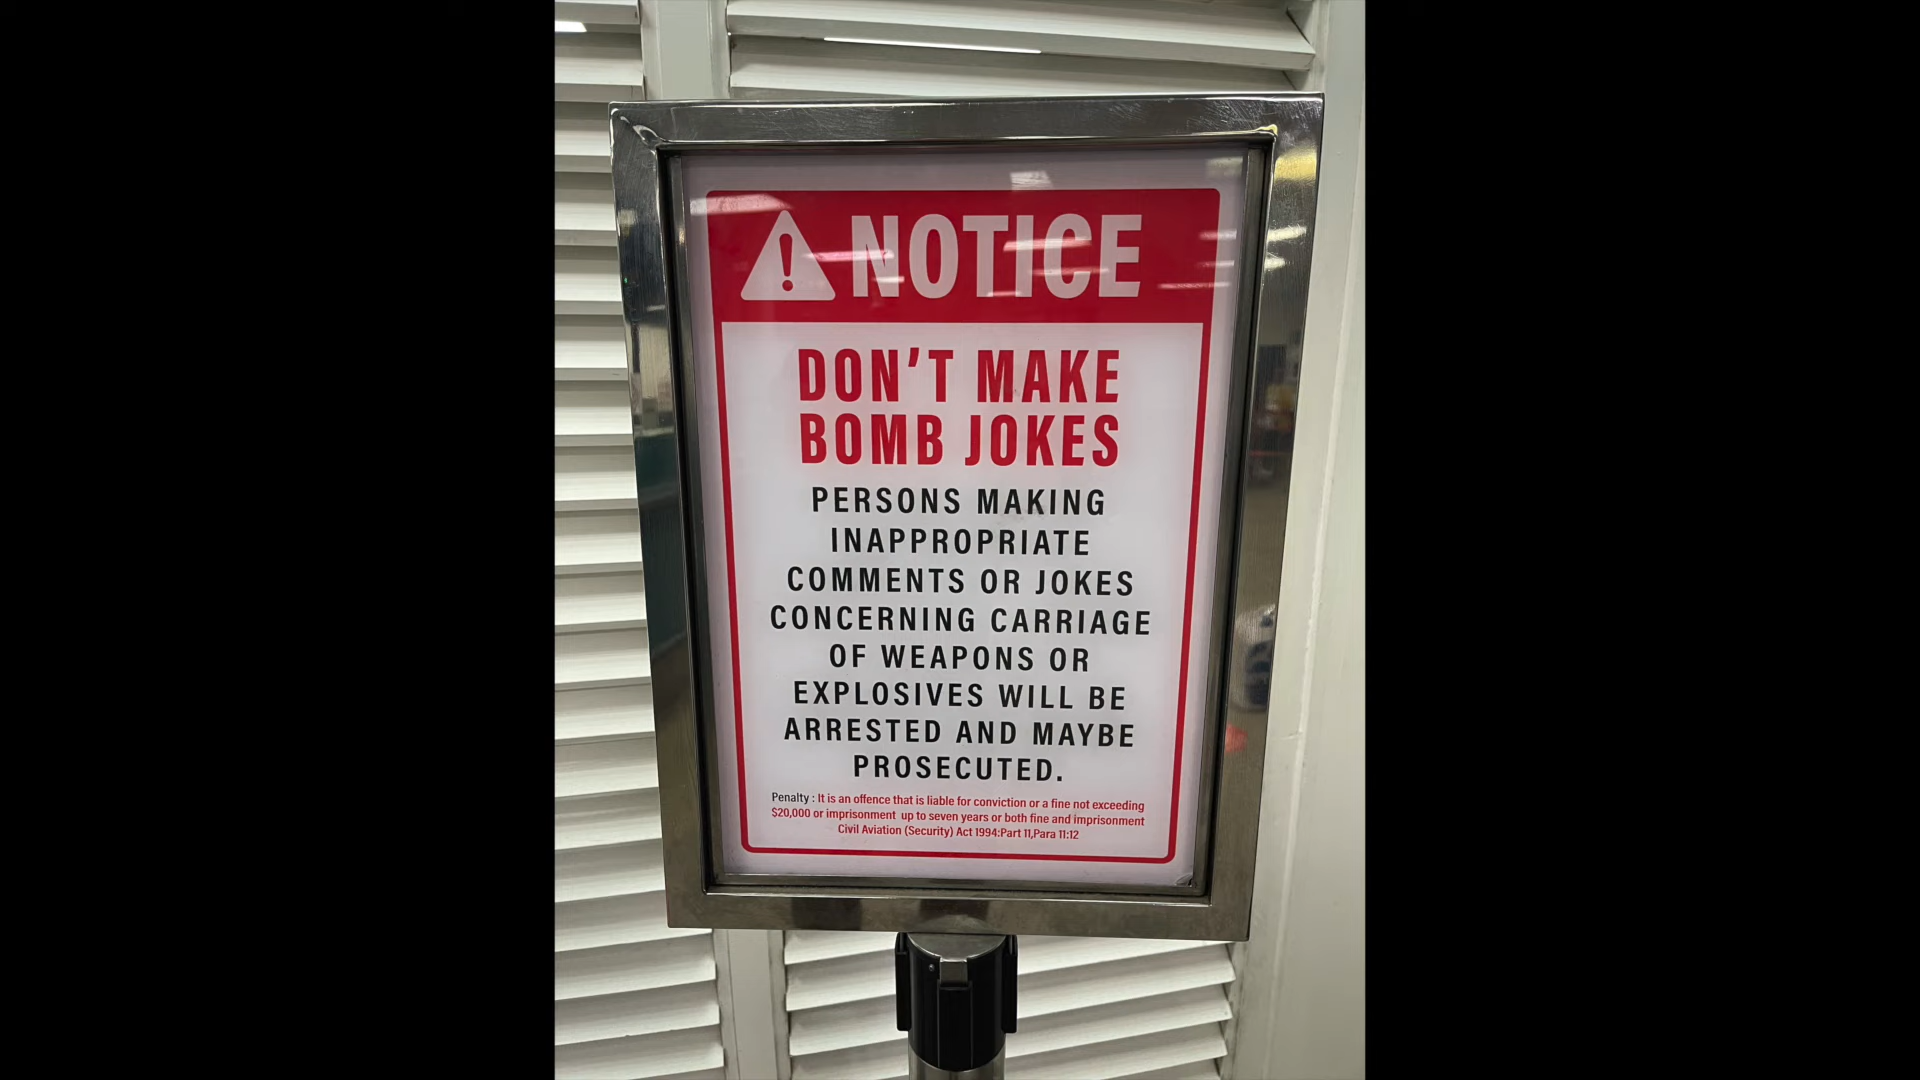 NOTICE
DON'T MAKE
BOMB JOKES
PERSONS MAKING
INAPPROPRIATE
COMMENTS OR JOKES
CONCERNING CARRIAGE
OF WEAPONS OR
EXPLOSIVES WILL BE
ARRESTED AND MAYBE
PROSECUTED.
Penalty : It is an offence that is liable for conviction or a fine not exceeding
$20,000 or imprisonment up to seven years or both fine and imprisonment
Civil Aviation (Security) Act 1994:Part 11,Para 11:12